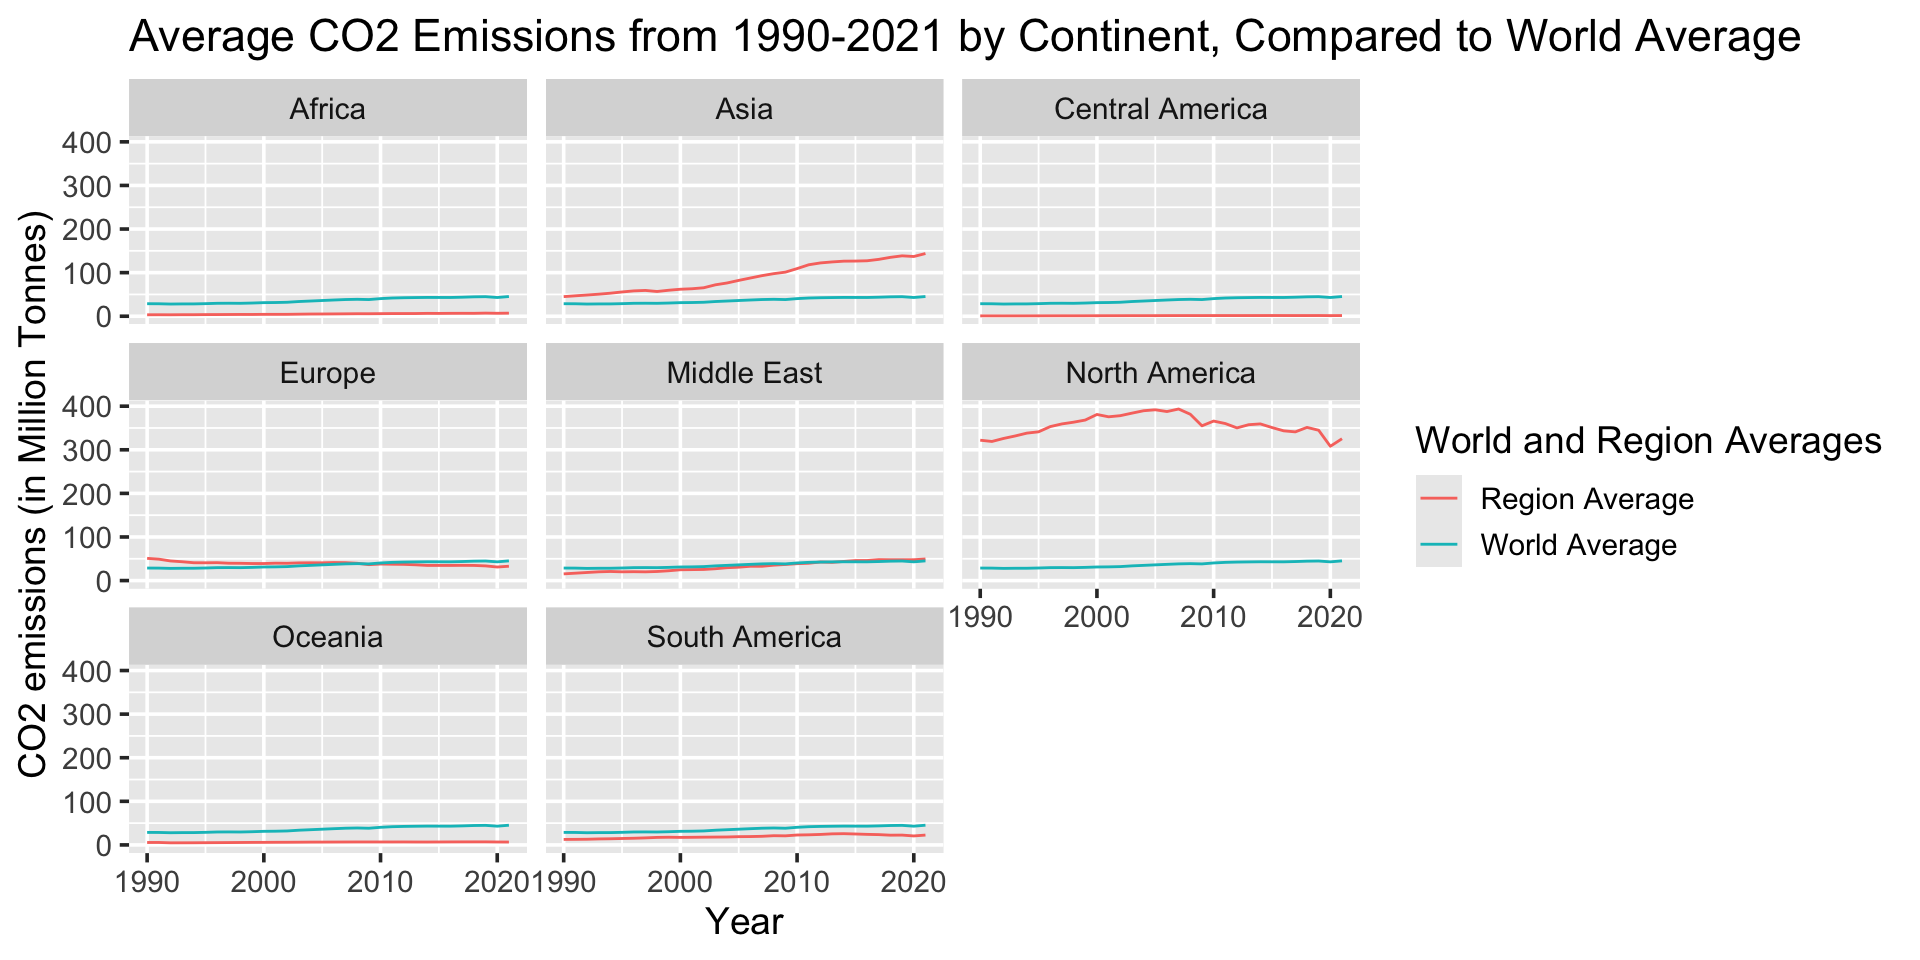 Average CO2 Emissions from 1990-2021 by Continent, Compared to World Average
Africa
Asia
Central America
400
300
200
100
0
Europe
Middle East
North America
400
300
200
100
0
1990 2000 2010 2020
Oceania
South America
400
300
200
100
0
1990 2000 2010 2020
1990 2000 2010 2020
Year
CO2 emissions (in Million Tonnes)
World and Region Averages
Region Average
World Average